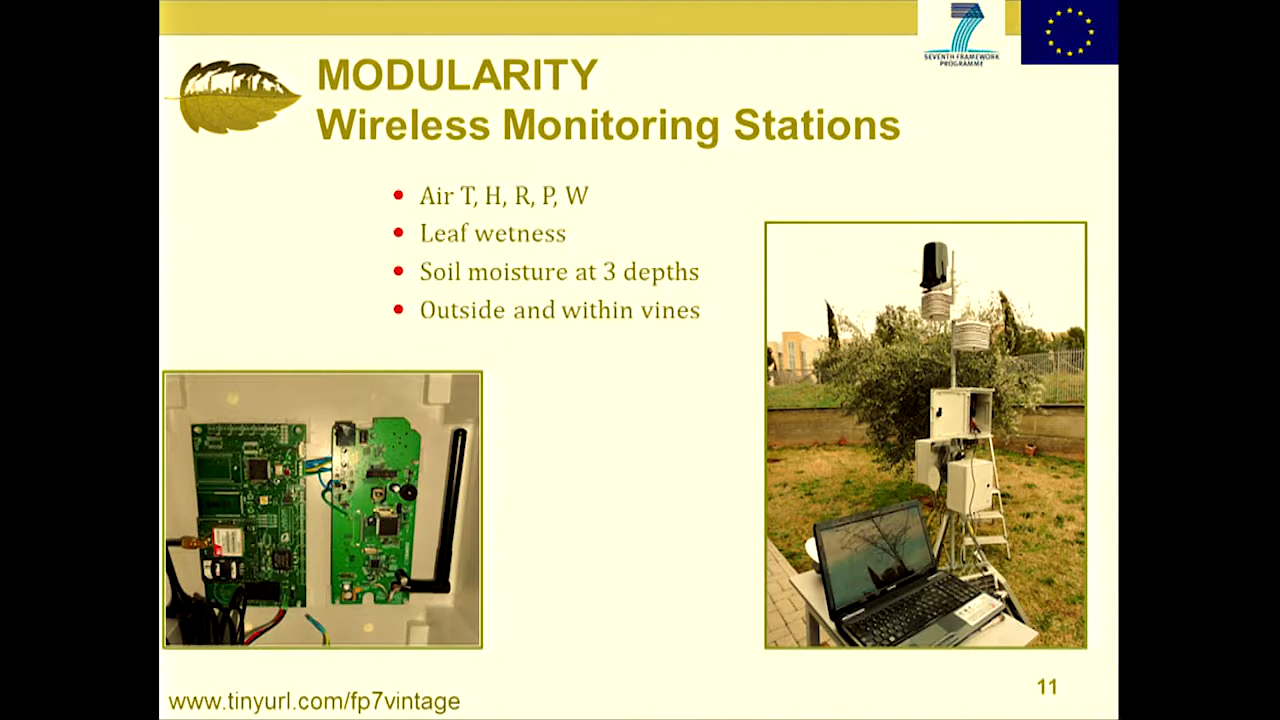 SEVENTH FRAMEWORK
PROGRAMME
MODULARITY
Wireless Monitoring Stations
• Air T, H, R, P, W
• Leaf wetness
• Soil moisture at 3 depths
• Outside and within vines
www.tinyurl.com/fp7vintage
11